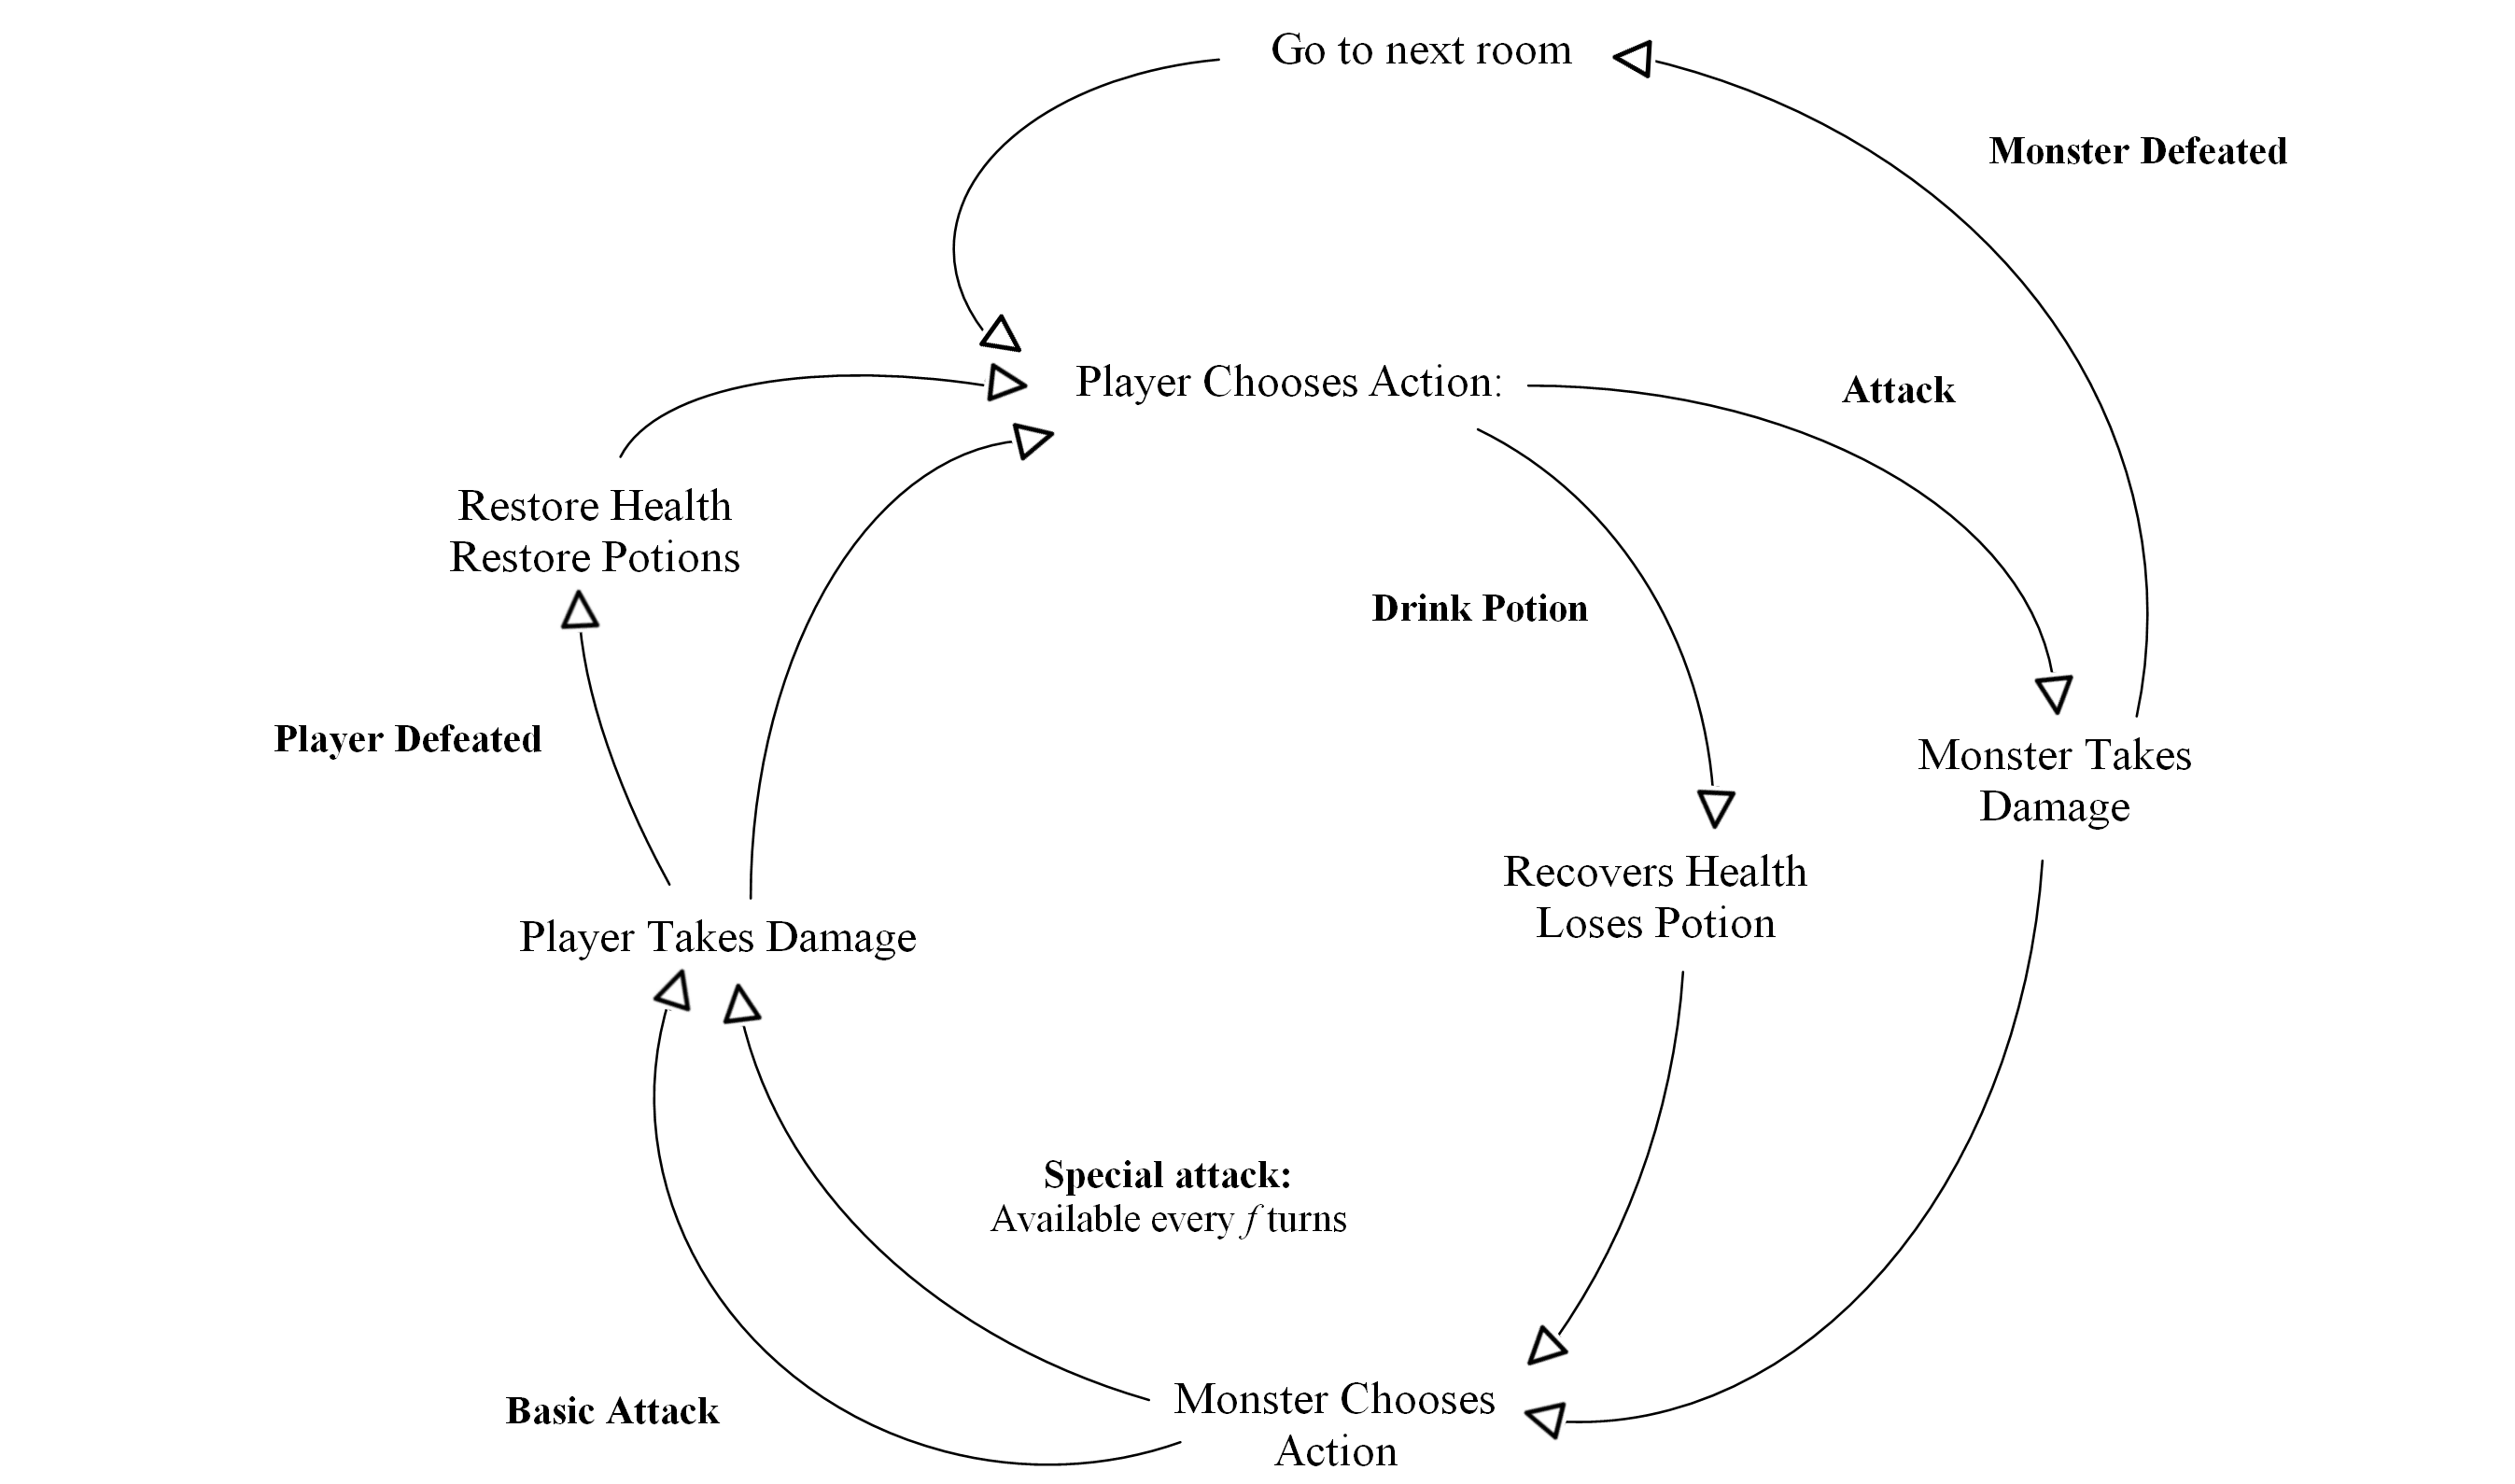 Go to next room
Monster Defeated
Player Chooses Action:
Attack
Restore Health
Restore Potions
Drink Potion
Player Defeated
Monster Takes
Damage
Recovers Health
Loses Potion
Player Takes Damage
Special attack:
Available every f turns
Basic Attack
Monster Chooses
Action